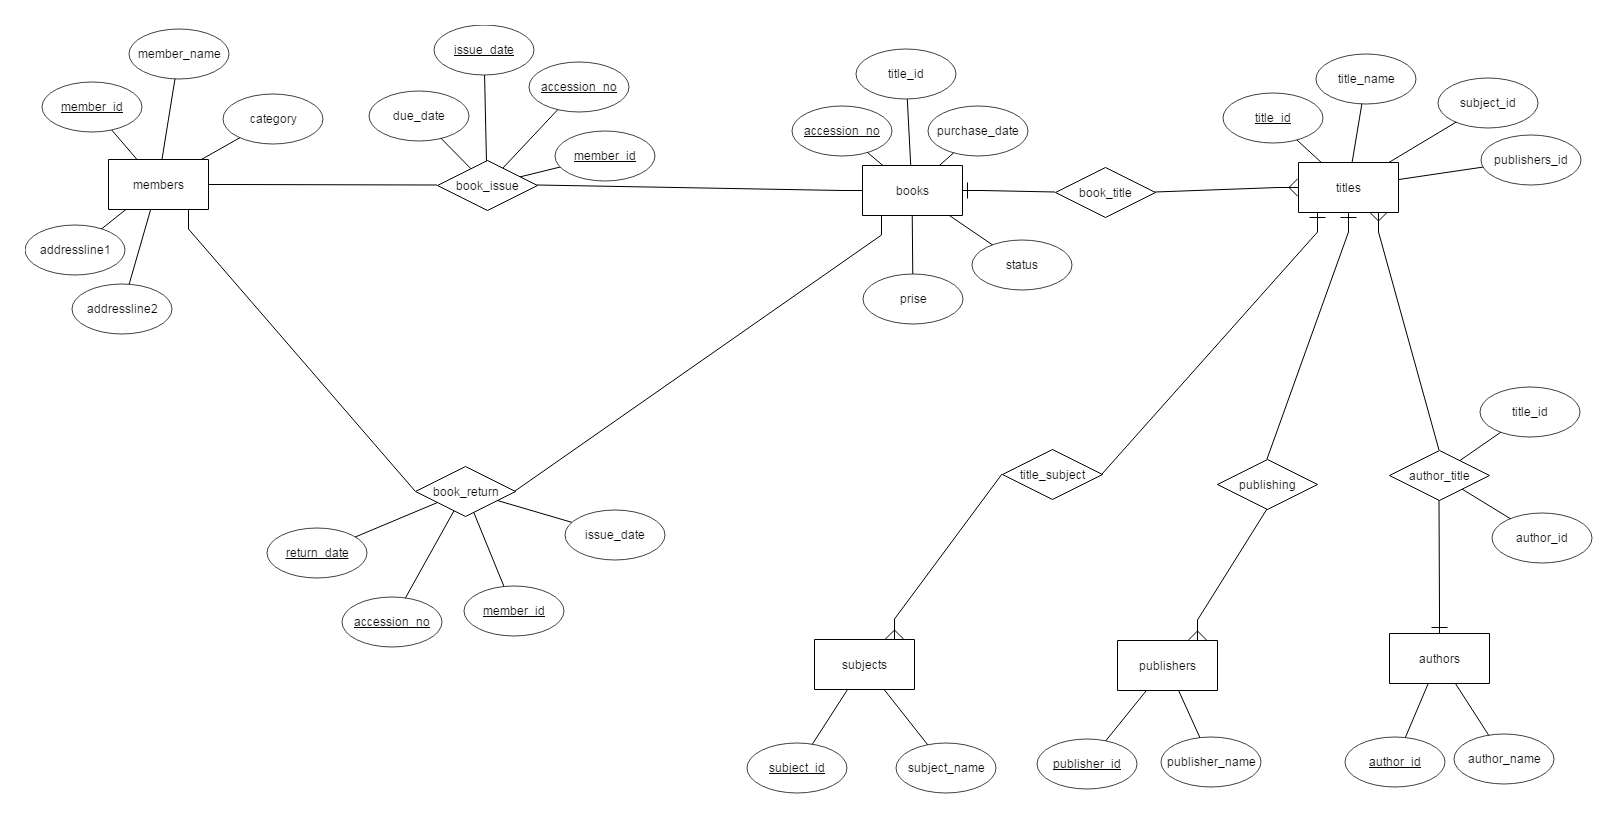 member_name
member_id
category
members
addressline1
addressline2
issue_date
due_date
accession_no
member_id
book_issue
title_id
accession_no
purchase_date
books
status
prise
book_title
title_name
title_id
subject_id
publishers_id
titles
book_return
return_date
issue_date
accession_no
member_id
title_subject
publishing
author_title
title_id
author_id
subjects
subject_id
subject_name
publishers
publisher_id
publisher_name
authors
author_id
author_name